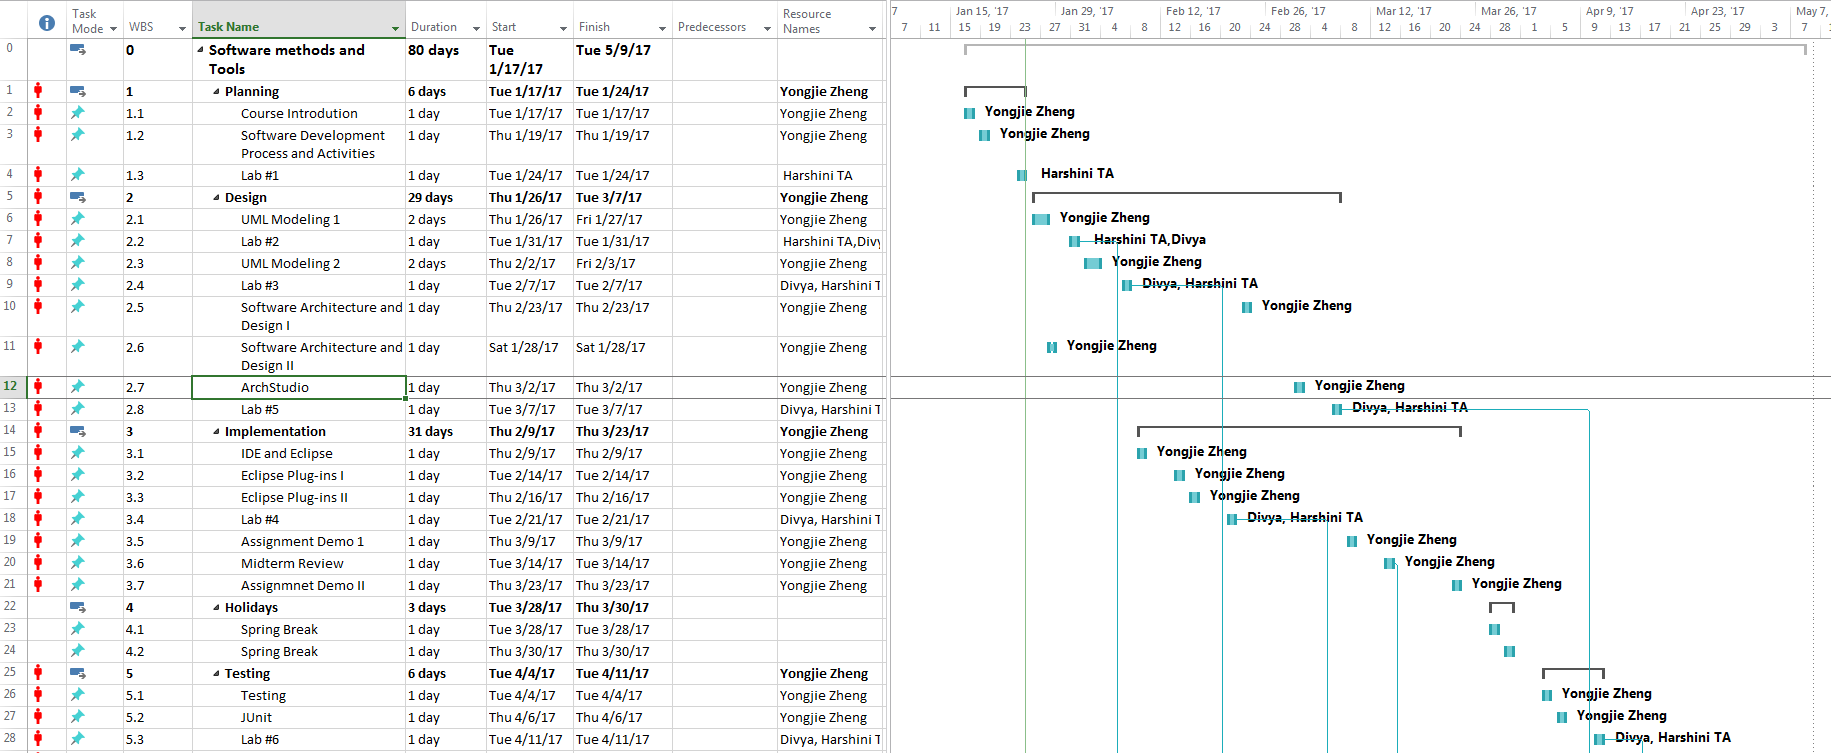 Task Mode WBS Task Name Duration Start Finish Predecessors Resource Names
7 Jan 15, '17 Jan 29, '17 Feb 12, '17 Feb 26, '17 Mar 12, '17 Mar 26, '17 Apr 9, '17 Apr 23, '17 May 7,
7 11 15 19 23 27 31 4 8 12 16 20 24 28 4 8 12 16 20 24 28 1 5 9 13 17 21 25 29 3 7
0 0 Software methods and Tools 80 days Tue 1/17/17 Tue 5/9/17
1 1 Planning 6 days Tue 1/17/17 Tue 1/24/17 Yongjie Zheng
2 1.1 Course Introdution 1 day Tue 1/17/17 Tue 1/17/17 Yongjie Zheng Yongjie Zheng
3 1.2 Software Development Process and Activities 1 day Thu 1/19/17 Thu 1/19/17 Yongjie Zheng Yongjie Zheng
4 1.3 Lab #1 1 day Tue 1/24/17 Tue 1/24/17 Harshini TA Harshini TA
5 2 Design 29 days Thu 1/26/17 Tue 3/7/17 Yongjie Zheng
6 2.1 UML Modeling 1 2 days Thu 1/26/17 Fri 1/27/17 Yongjie Zheng Yongjie Zheng
7 2.2 Lab #2 1 day Tue 1/31/17 Tue 1/31/17 Harshini TA,Divy Harshini TA,Divya
8 2.3 UML Modeling 2 2 days Thu 2/2/17 Fri 2/3/17 Yongjie Zheng Yongjie Zheng
9 2.4 Lab #3 1 day Tue 2/7/17 Tue 2/7/17 Divya, Harshini T Divya, Harshini TA
10 2.5 Software Architecture and Design I 1 day Thu 2/23/17 Thu 2/23/17 Yongjie Zheng Yongjie Zheng
11 2.6 Software Architecture and Design II 1 day Sat 1/28/17 Sat 1/28/17 Yongjie Zheng Yongjie Zheng
12 2.7 ArchStudio 1 day Thu 3/2/17 Thu 3/2/17 Yongjie Zheng Yongjie Zheng
13 2.8 Lab #5 1 day Tue 3/7/17 Tue 3/7/17 Divya, Harshini T Divya, Harshini TA
14 3 Implementation 31 days Thu 2/9/17 Thu 3/23/17 Yongjie Zheng
15 3.1 IDE and Eclipse 1 day Thu 2/9/17 Thu 2/9/17 Yongjie Zheng Yongjie Zheng
16 3.2 Eclipse Plug-ins I 1 day Tue 2/14/17 Tue 2/14/17 Yongjie Zheng Yongjie Zheng
17 3.3 Eclipse Plug-ins II 1 day Thu 2/16/17 Thu 2/16/17 Yongjie Zheng Yongjie Zheng
18 3.4 Lab #4 1 day Tue 2/21/17 Tue 2/21/17 Divya, Harshini T Divya, Harshini TA
19 3.5 Assignment Demo 1 1 day Thu 3/9/17 Thu 3/9/17 Yongjie Zheng Yongjie Zheng
20 3.6 Midterm Review 1 day Tue 3/14/17 Tue 3/14/17 Yongjie Zheng Yongjie Zheng
21 3.7 Assignmnet Demo II 1 day Thu 3/23/17 Thu 3/23/17 Yongjie Zheng Yongjie Zheng
22 4 Holidays 3 days Tue 3/28/17 Thu 3/30/17
23 4.1 Spring Break 1 day Tue 3/28/17 Tue 3/28/17
24 4.2 Spring Break 1 day Thu 3/30/17 Thu 3/30/17
25 5 Testing 6 days Tue 4/4/17 Tue 4/11/17 Yongjie Zheng
26 5.1 Testing 1 day Tue 4/4/17 Tue 4/4/17 Yongjie Zheng Yongjie Zheng
27 5.2 JUnit 1 day Thu 4/6/17 Thu 4/6/17 Yongjie Zheng Yongjie Zheng
28 5.3 Lab #6 1 day Tue 4/11/17 Tue 4/11/17 Divya, Harshini T Divya, Harshini TA